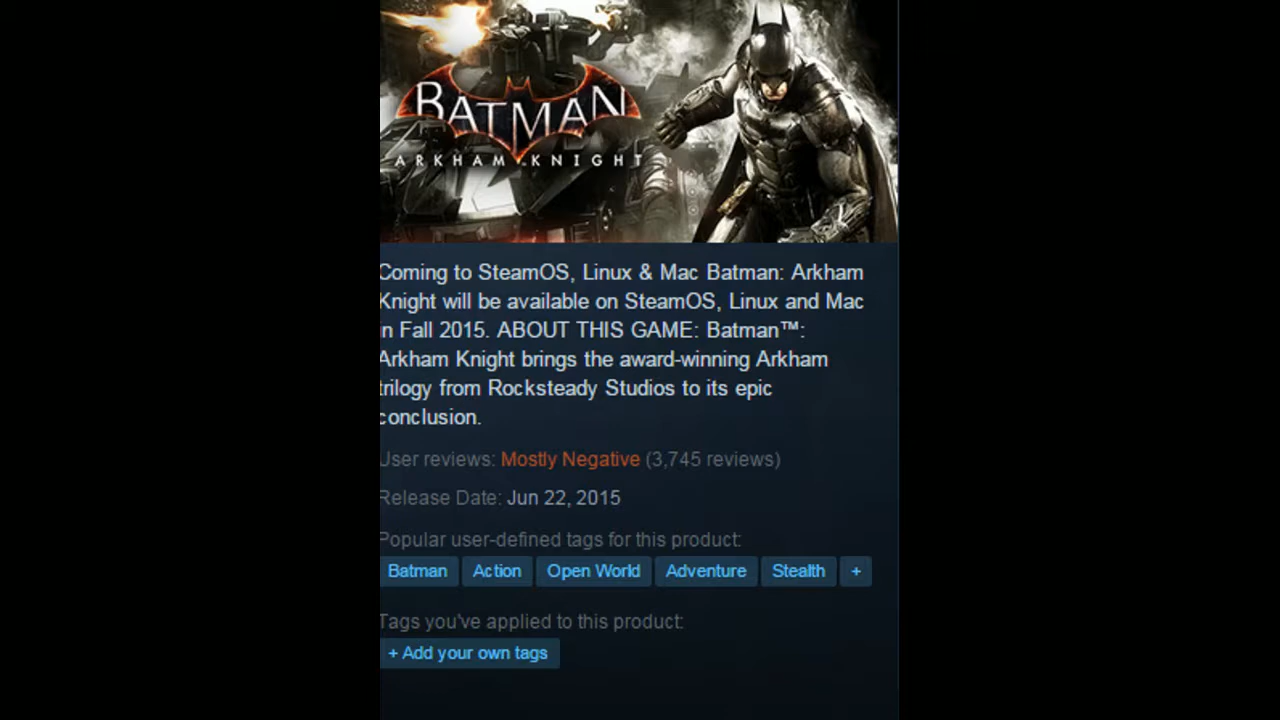 BATMAN
ARKHAM KNIGHT
Coming to SteamOS, Linux & Mac Batman: Arkham
Knight will be available on SteamOS, Linux and Mac
in Fall 2015. ABOUT THIS GAME: Batman™:
Arkham Knight brings the award-winning Arkham
trilogy from Rocksteady Studios to its epic
conclusion.
User reviews: Mostly Negative (3,745 reviews)
Release Date: Jun 22, 2015
Popular user-defined tags for this product:
Batman Action Open World Adventure Stealth +
Tags you've applied to this product:
+ Add your own tags